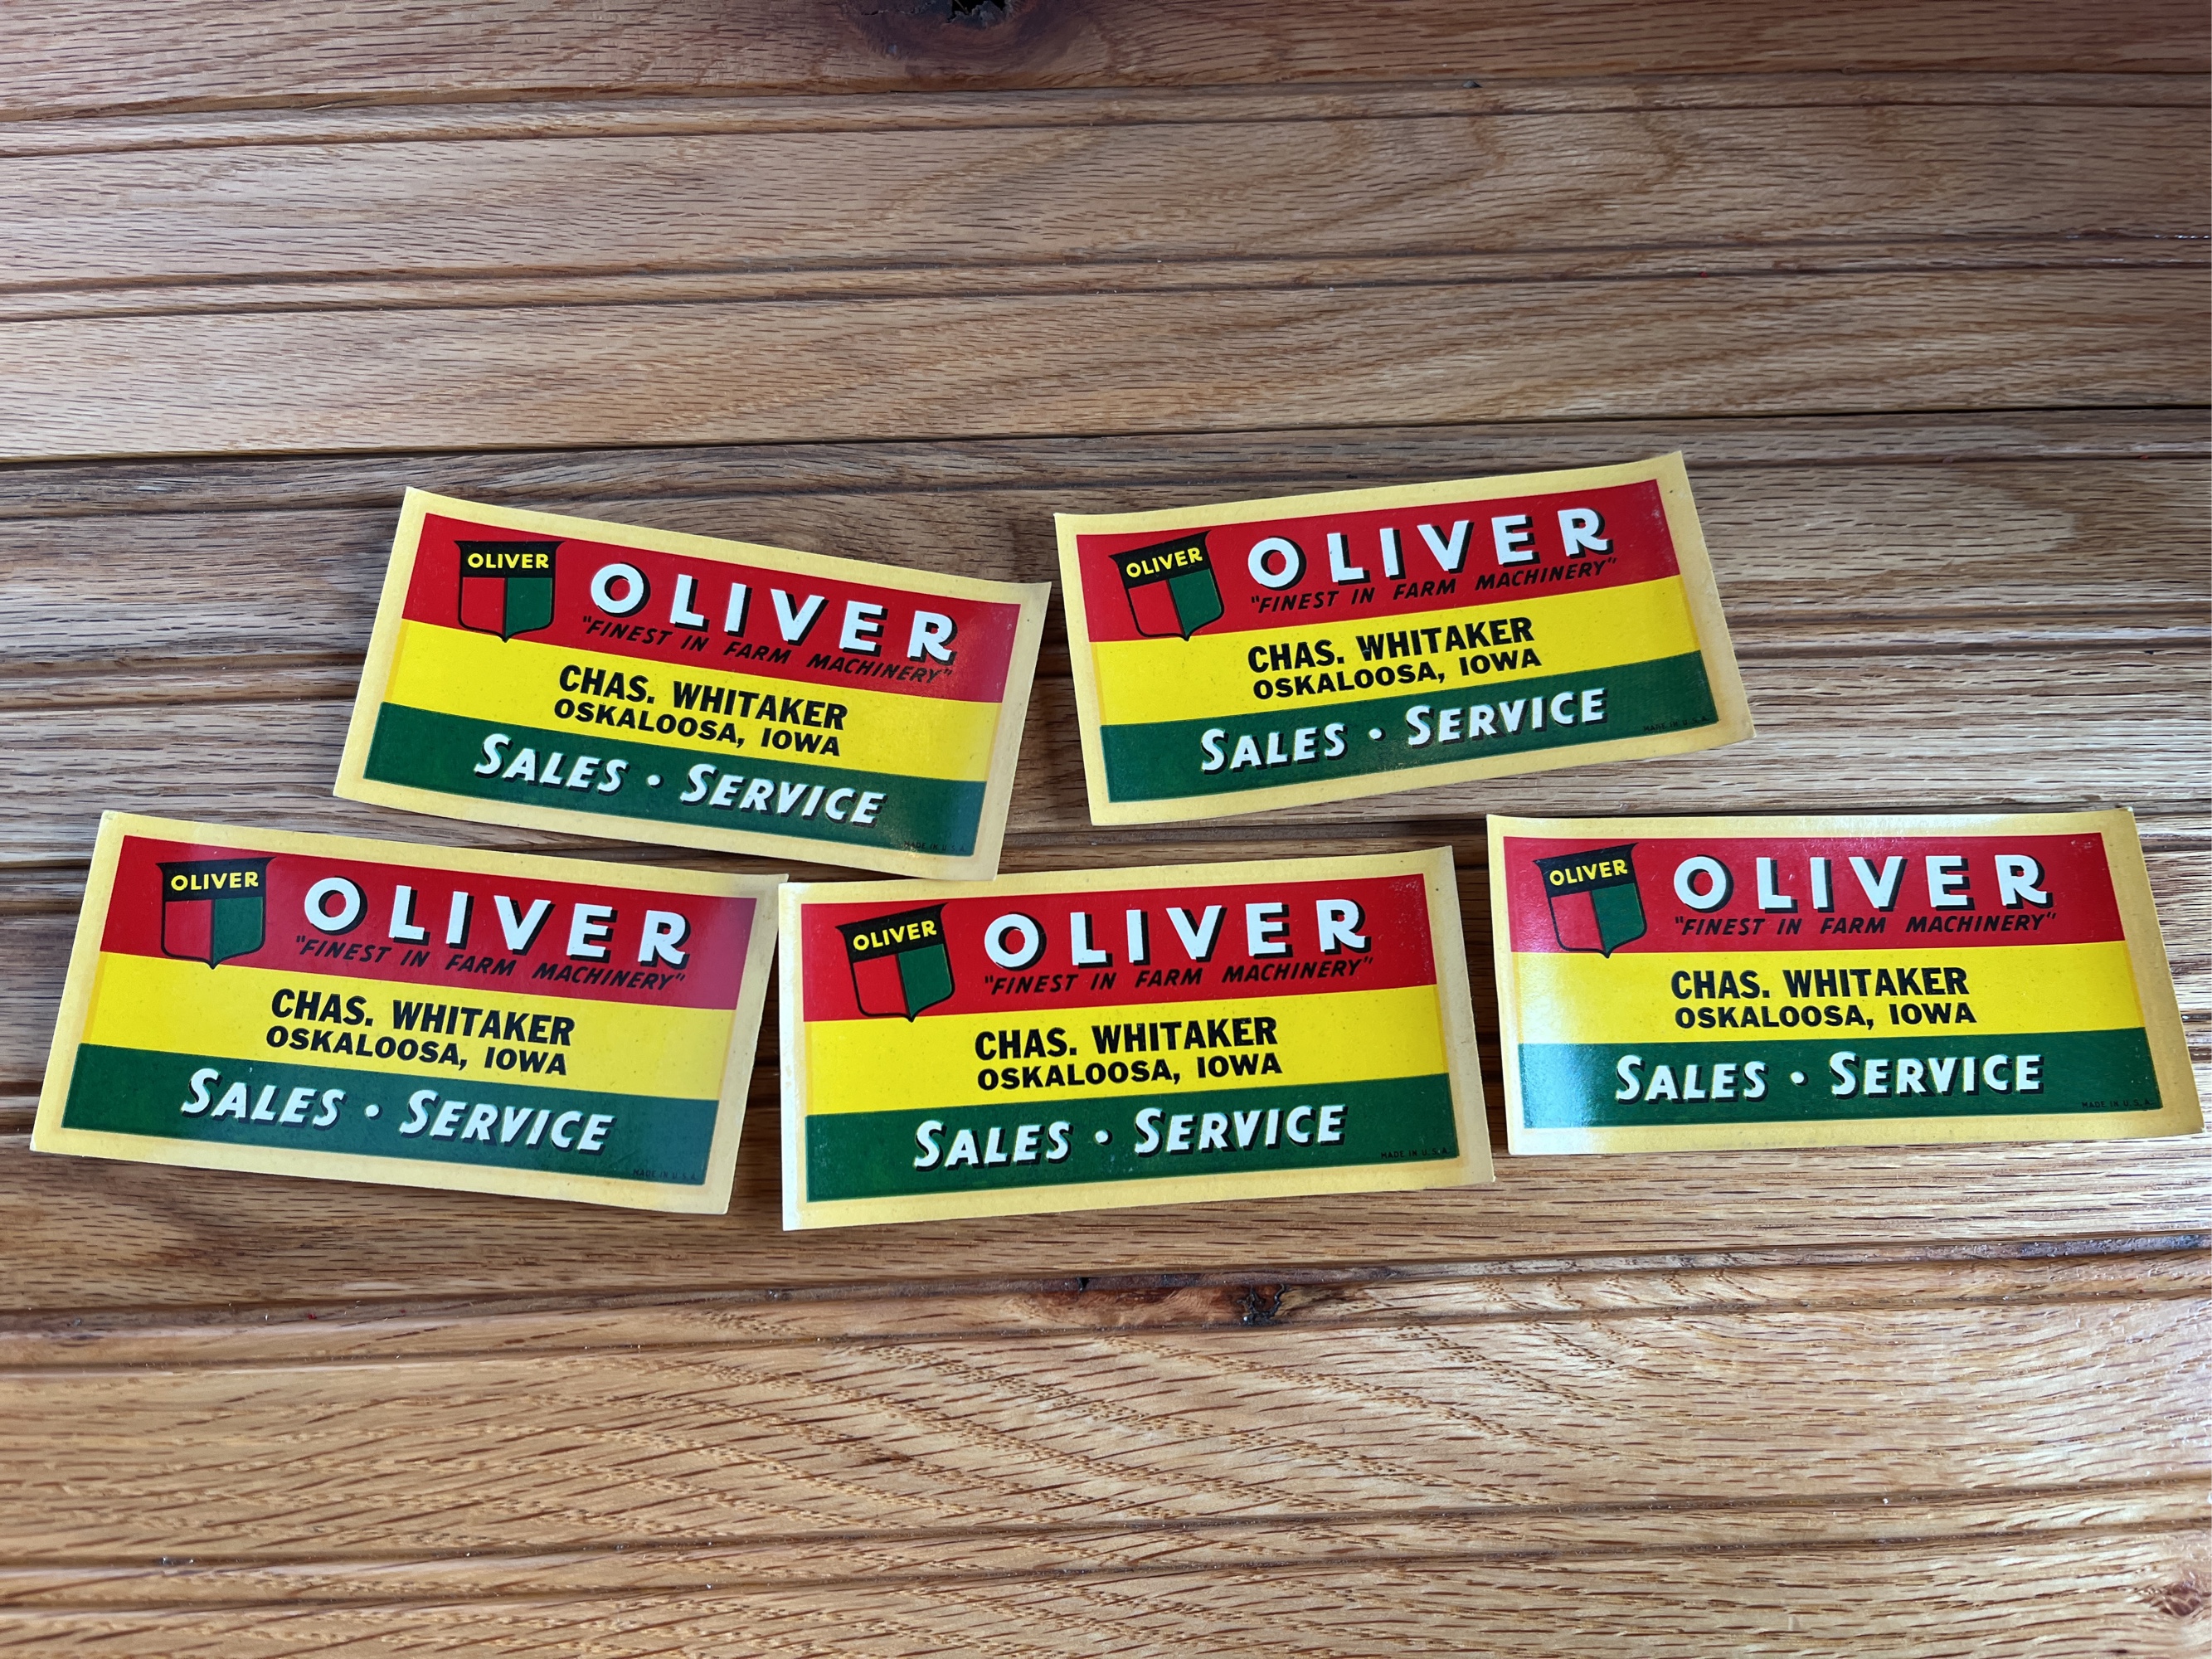 OLIVER
OLIVER
"FINEST IN FARM MACHINERY"
CHAS. WHITAKER
OSKALOOSA, IOWA
SALES • SERVICE
MADE IN U.S.A.
OLIVER
OLIVER
"FINEST IN FARM MACHINERY"
CHAS. WHITAKER
OSKALOOSA, IOWA
SALES • SERVICE
MADE IN U.S.A.
OLIVER
OLIVER
"FINEST IN FARM MACHINERY"
CHAS. WHITAKER
OSKALOOSA, IOWA
SALES • SERVICE
MADE IN U.S.A.
OLIVER
OLIVER
"FINEST IN FARM MACHINERY"
CHAS. WHITAKER
OSKALOOSA, IOWA
SALES • SERVICE
MADE IN U.S.A.
OLIVER
OLIVER
"FINEST IN FARM MACHINERY"
CHAS. WHITAKER
OSKALOOSA, IOWA
SALES • SERVICE
MADE IN U.S.A.